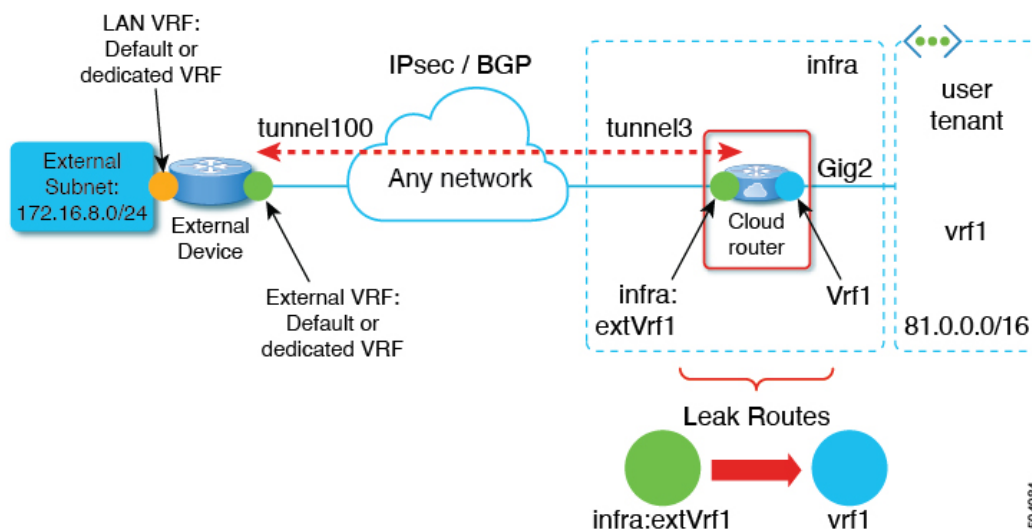 LAN VRF:
Default or
dedicated VRF
IPsec / BGP
infra
user
tenant
tunnel100
tunnel3
External
Subnet:
172.16.8.0/24
Any network
Gig2
External
Device
Cloud
router
vrf1
External VRF:
Default or
dedicated VRF
infra:
extVrf1
Vrf1
81.0.0.0/16
Leak Routes
infra:extVrf1
vrf1